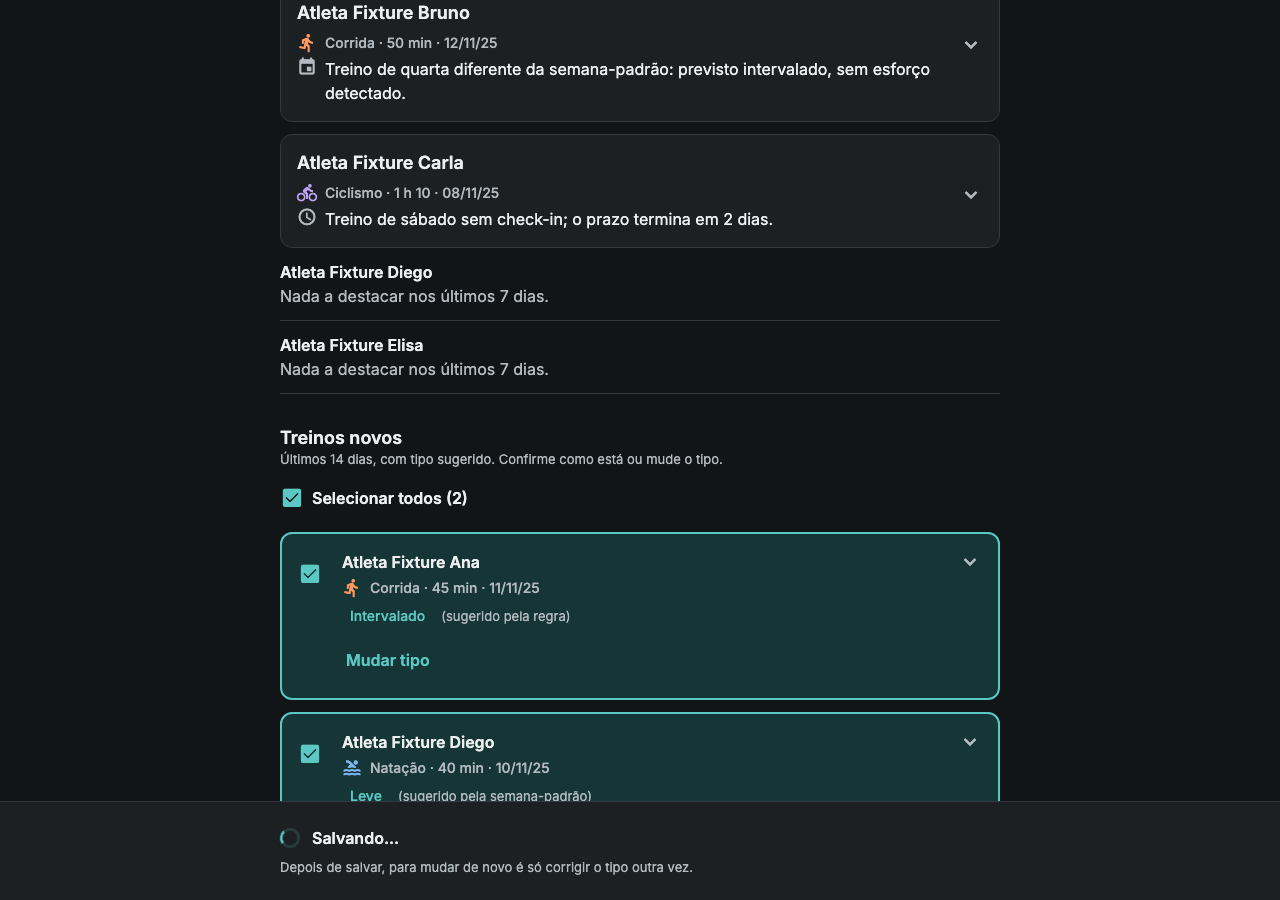 Atleta Fixture Bruno
Corrida · 50 min · 12/11/25
Treino de quarta diferente da semana-padrão: previsto intervalado, sem esforço
detectado.
Atleta Fixture Carla
Ciclismo · 1 h 10 · 08/11/25
Treino de sábado sem check-in; o prazo termina em 2 dias.
Atleta Fixture Diego
Nada a destacar nos últimos 7 dias.
Atleta Fixture Elisa
Nada a destacar nos últimos 7 dias.
Treinos novos
Últimos 14 dias, com tipo sugerido. Confirme como está ou mude o tipo.
Selecionar todos (2)
Atleta Fixture Ana
Corrida · 45 min · 11/11/25
Intervalado (sugerido pela regra)
Mudar tipo
Atleta Fixture Diego
Natação · 40 min · 10/11/25
Leve (sugerido pela semana-padrão)
Salvando...
Depois de salvar, para mudar de novo é só corrigir o tipo outra vez.